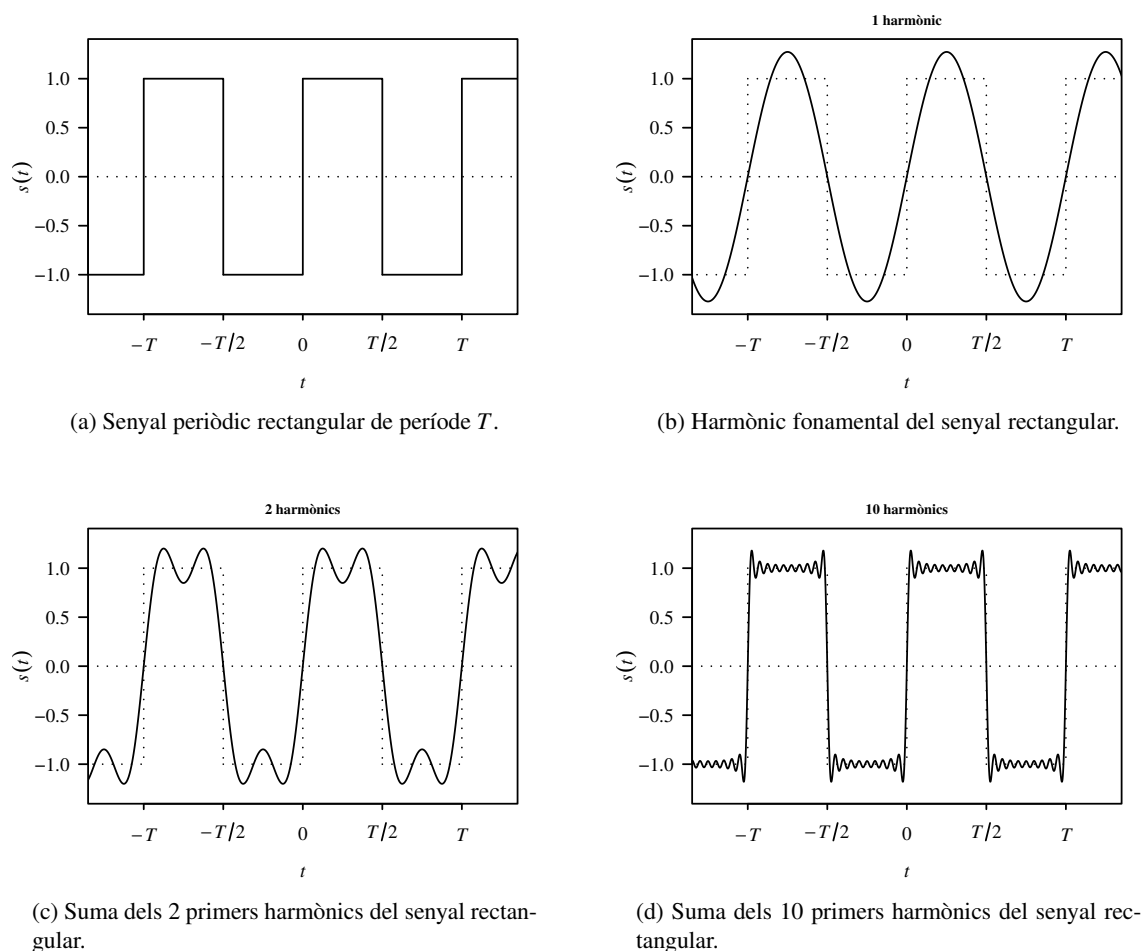 1.0
0.5
0.0
−0.5
−1.0
s(t)
−T −T/2 0 T/2 T
t
(a) Senyal periòdic rectangular de període T.
1 harmònic
1.0
0.5
0.0
−0.5
−1.0
s(t)
−T −T/2 0 T/2 T
t
(b) Harmònic fonamental del senyal rectangular.
2 harmònics
1.0
0.5
0.0
−0.5
−1.0
s(t)
−T −T/2 0 T/2 T
t
(c) Suma dels 2 primers harmònics del senyal rectan-
gular.
10 harmònics
1.0
0.5
0.0
−0.5
−1.0
s(t)
−T −T/2 0 T/2 T
t
(d) Suma dels 10 primers harmònics del senyal rec-
tangular.